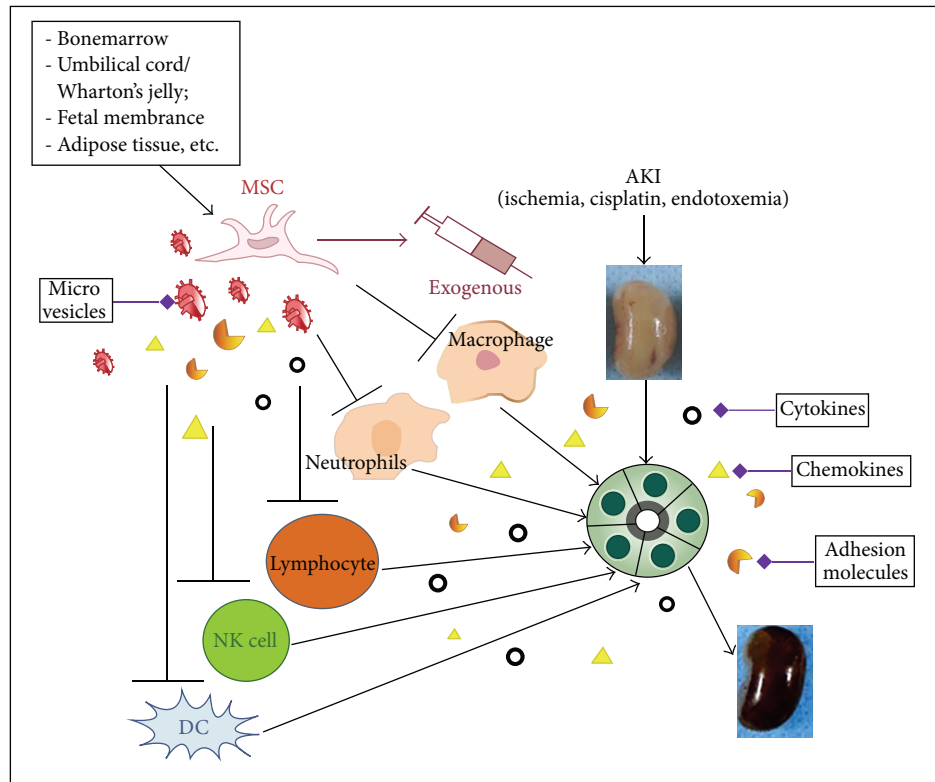 - Bonemarrow
- Umbilical cord/
Wharton's jelly;
- Fetal membrance
- Adipose tissue, etc.
MSC
AKI
(ischemia, cisplatin, endotoxemia)
Exogenous
Micro
vesicles
Macrophage
Cytokines
Neutrophils
Chemokines
Lymphocyte
Adhesion
molecules
NK cell
DC